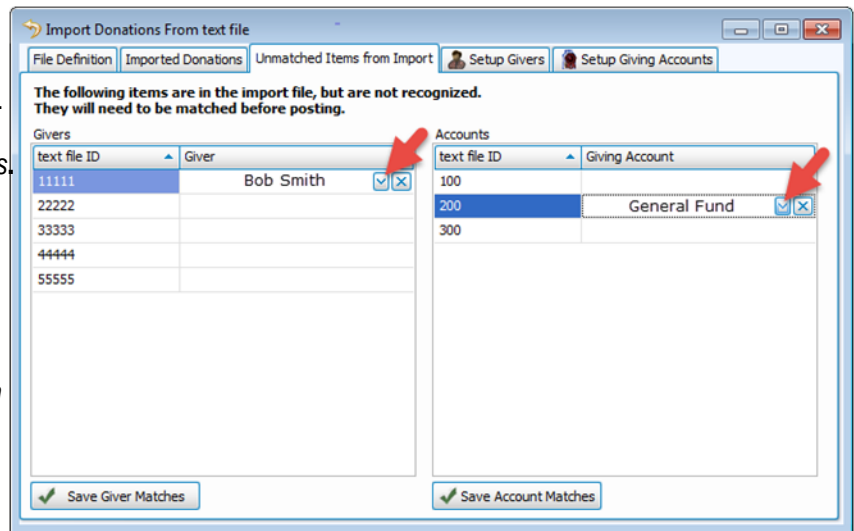 Import Donations From text file
File Definition Imported Donations Unmatched Items from Import Setup Givers Setup Giving Accounts
The following items are in the import file, but are not recognized.
They will need to be matched before posting.
Givers
text file ID Giver
11111 Bob Smith
22222
33333
44444
55555
Save Giver Matches
Accounts
text file ID Giving Account
100
200 General Fund
300
Save Account Matches
s.